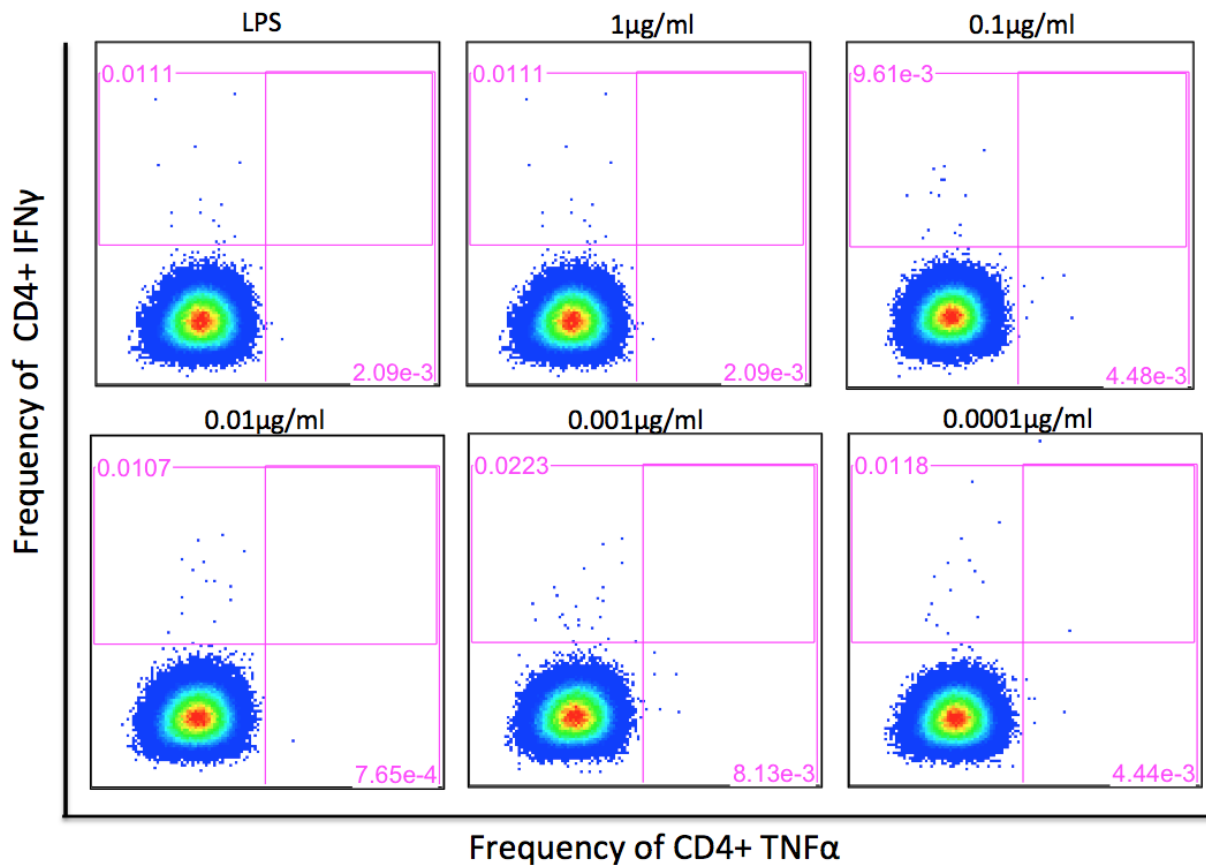 LPS
1µg/ml
0.1µg/ml
0.0111
0.0111
9.61e-3
2.09e-3
2.09e-3
4.48e-3
0.01µg/ml
0.001µg/ml
0.0001µg/ml
0.0107
0.0223
0.0118
7.65e-4
8.13e-3
4.44e-3
Frequency of CD4+ IFNγ
Frequency of CD4+ TNFα